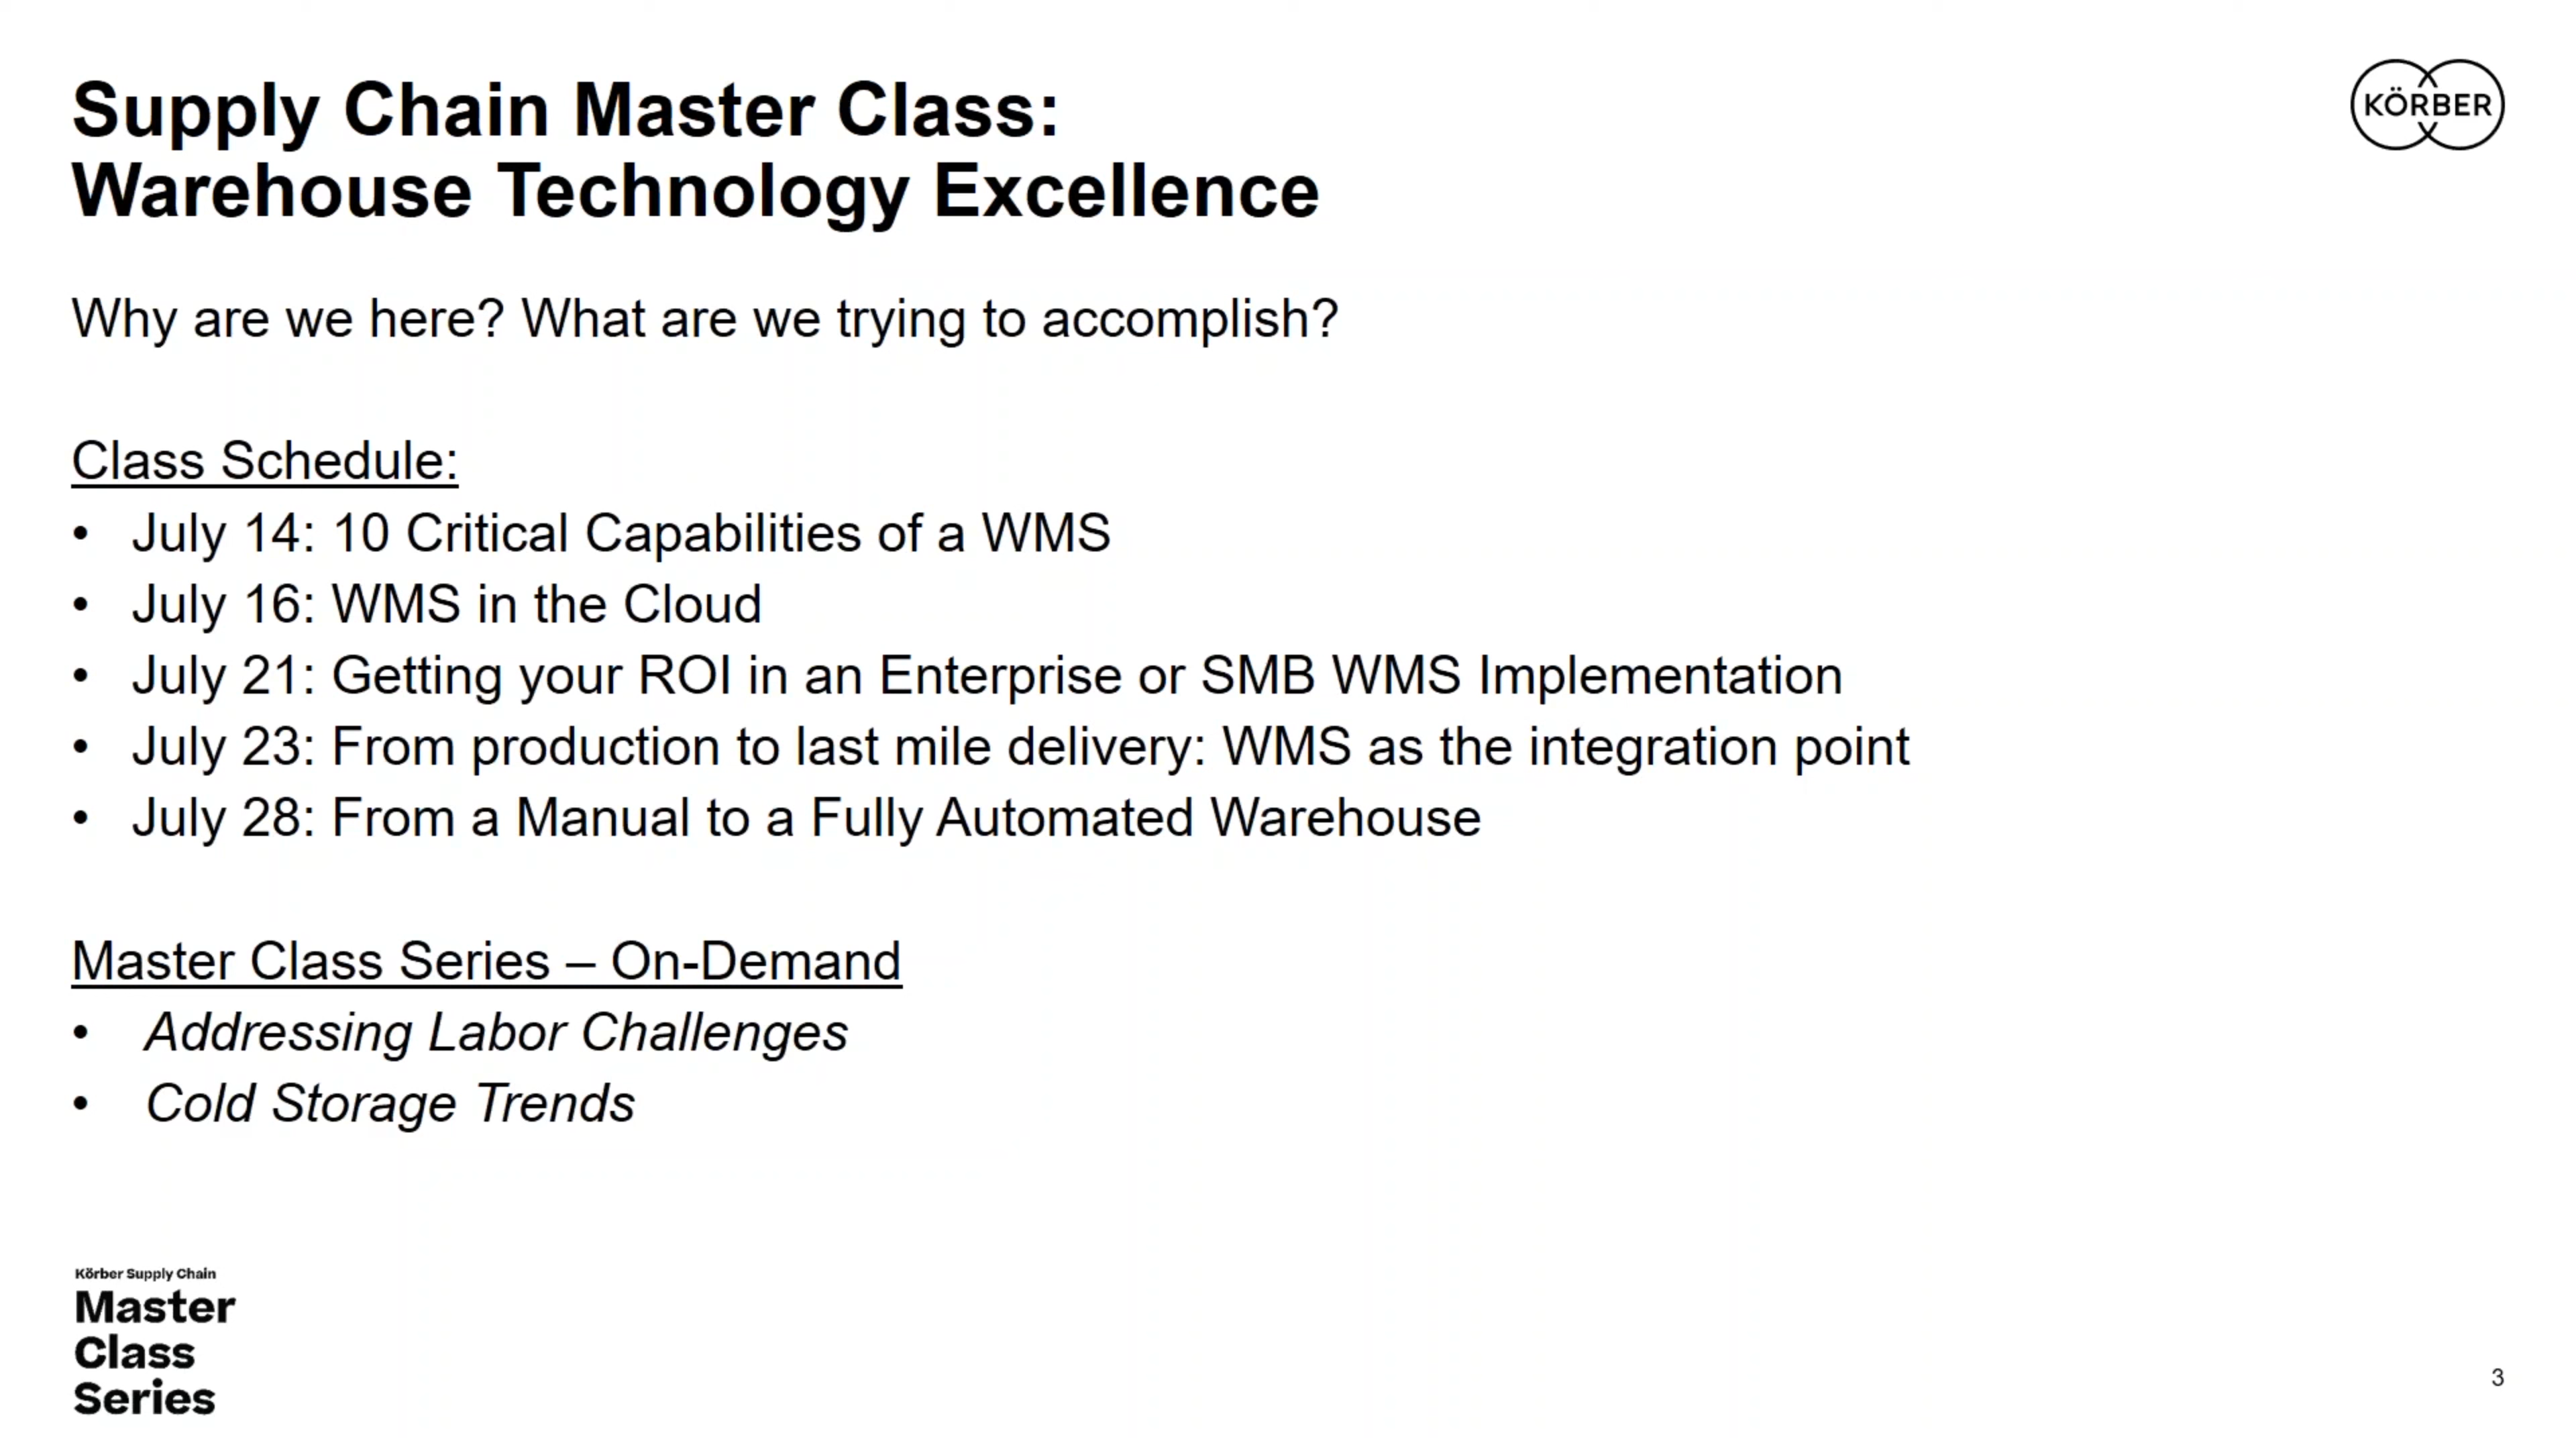 Supply Chain Master Class:
Warehouse Technology Excellence
KÖRBER
Why are we here? What are we trying to accomplish?
Class Schedule:
• July 14: 10 Critical Capabilities of a WMS
• July 16: WMS in the Cloud
• July 21: Getting your ROI in an Enterprise or SMB WMS Implementation
• July 23: From production to last mile delivery: WMS as the integration point
• July 28: From a Manual to a Fully Automated Warehouse
Master Class Series – On-Demand
• Addressing Labor Challenges
• Cold Storage Trends
Körber Supply Chain
Master
Class
Series
3